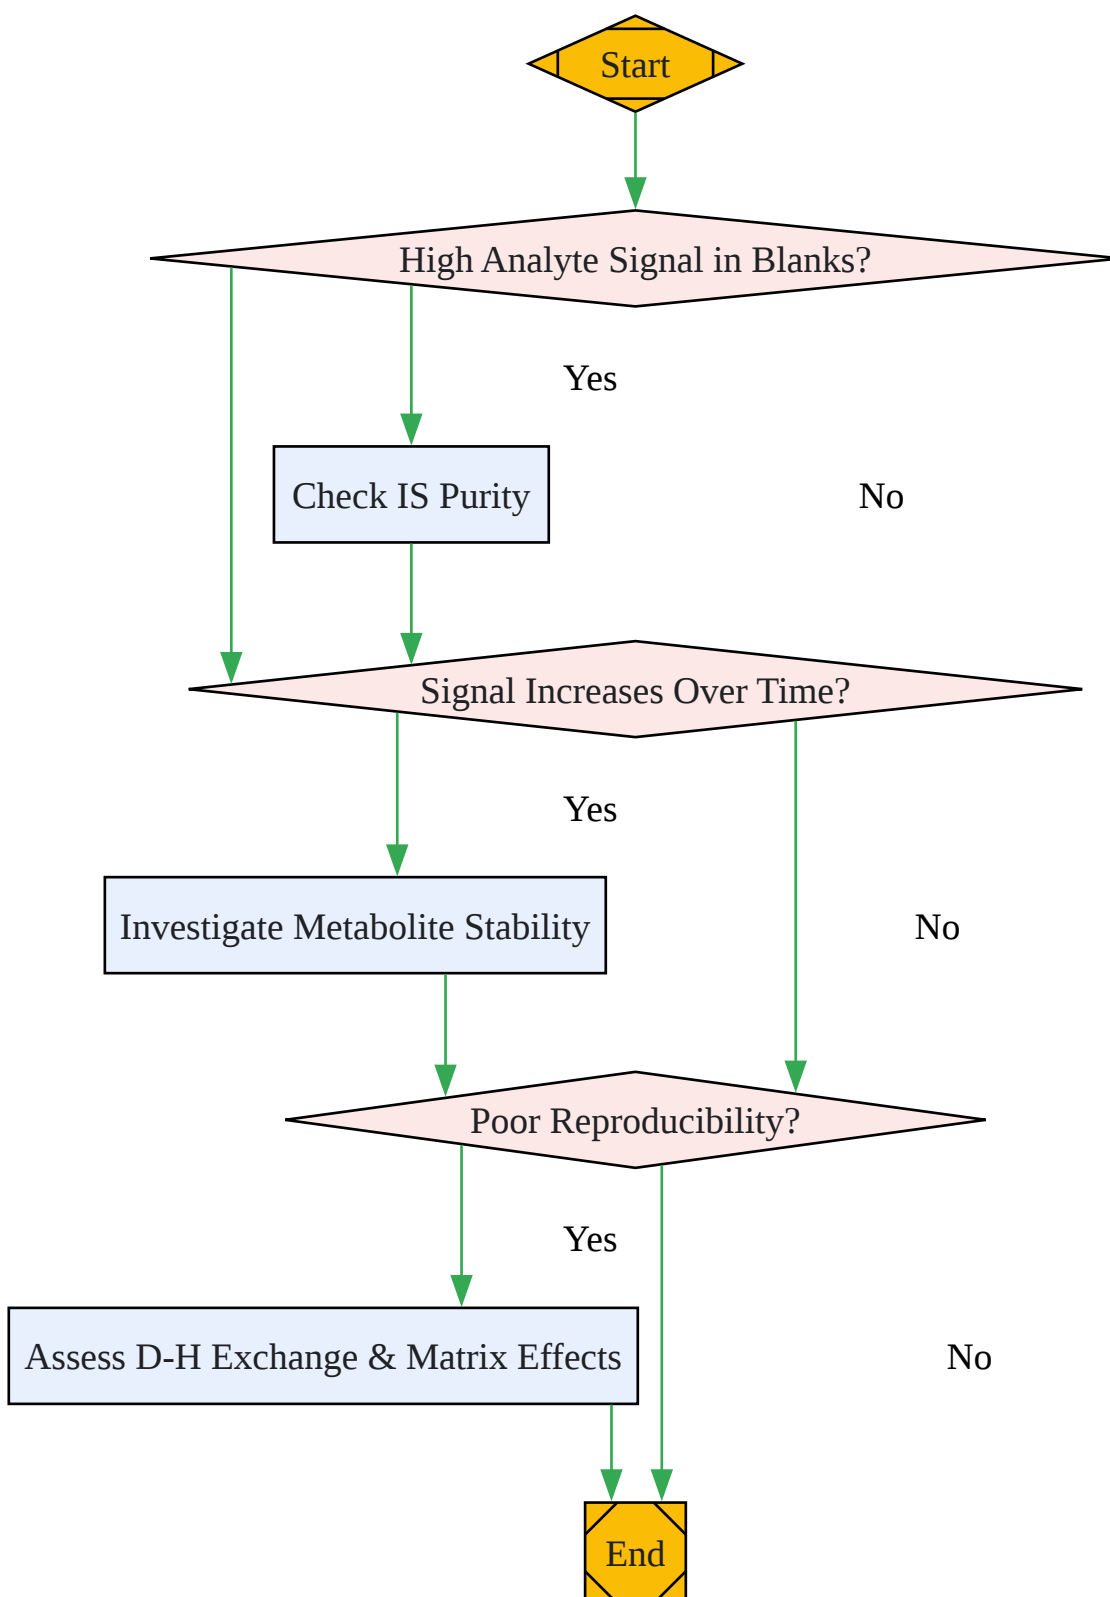 Start
High Analyte Signal in Blanks?
Yes
Check IS Purity
No
Signal Increases Over Time?
Yes
Investigate Metabolite Stability
No
Poor Reproducibility?
Yes
Assess D-H Exchange & Matrix Effects
No
End